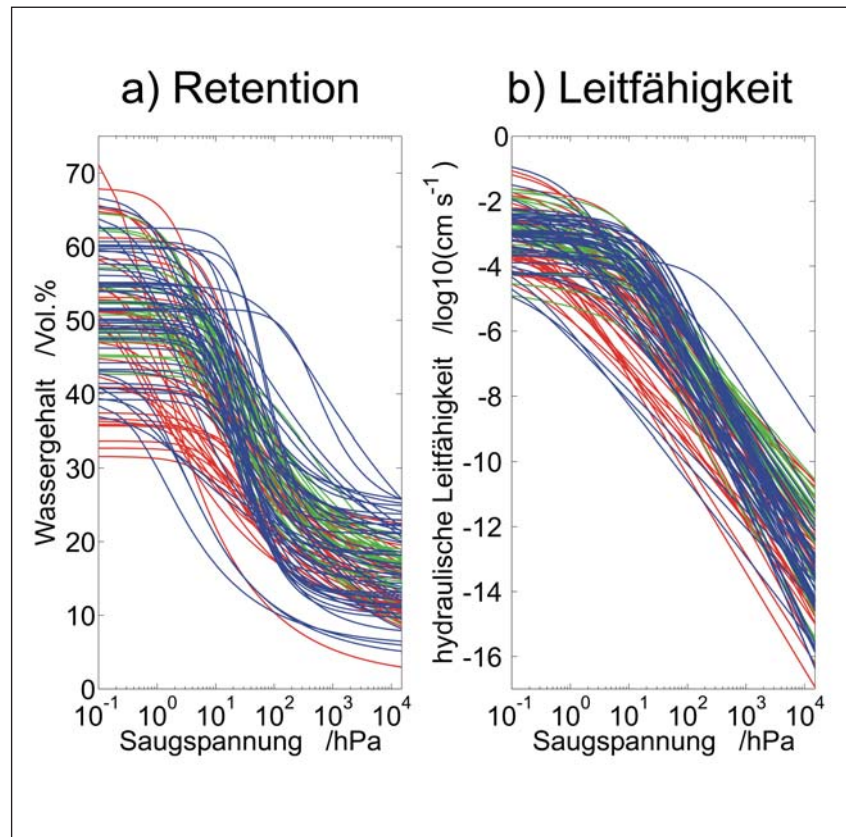 a) Retention
70
60
50
40
30
20
10
0
Wassergehalt /Vol.%
10⁻¹ 10⁰ 10¹ 10² 10³ 10⁴
Saugspannung /hPa
b) Leitfähigkeit
0
-2
-4
-6
-8
-10
-12
-14
-16
hydraulische Leitfähigkeit /log10(cm s⁻¹)
10⁻¹ 10⁰ 10¹ 10² 10³ 10⁴
Saugspannung /hPa